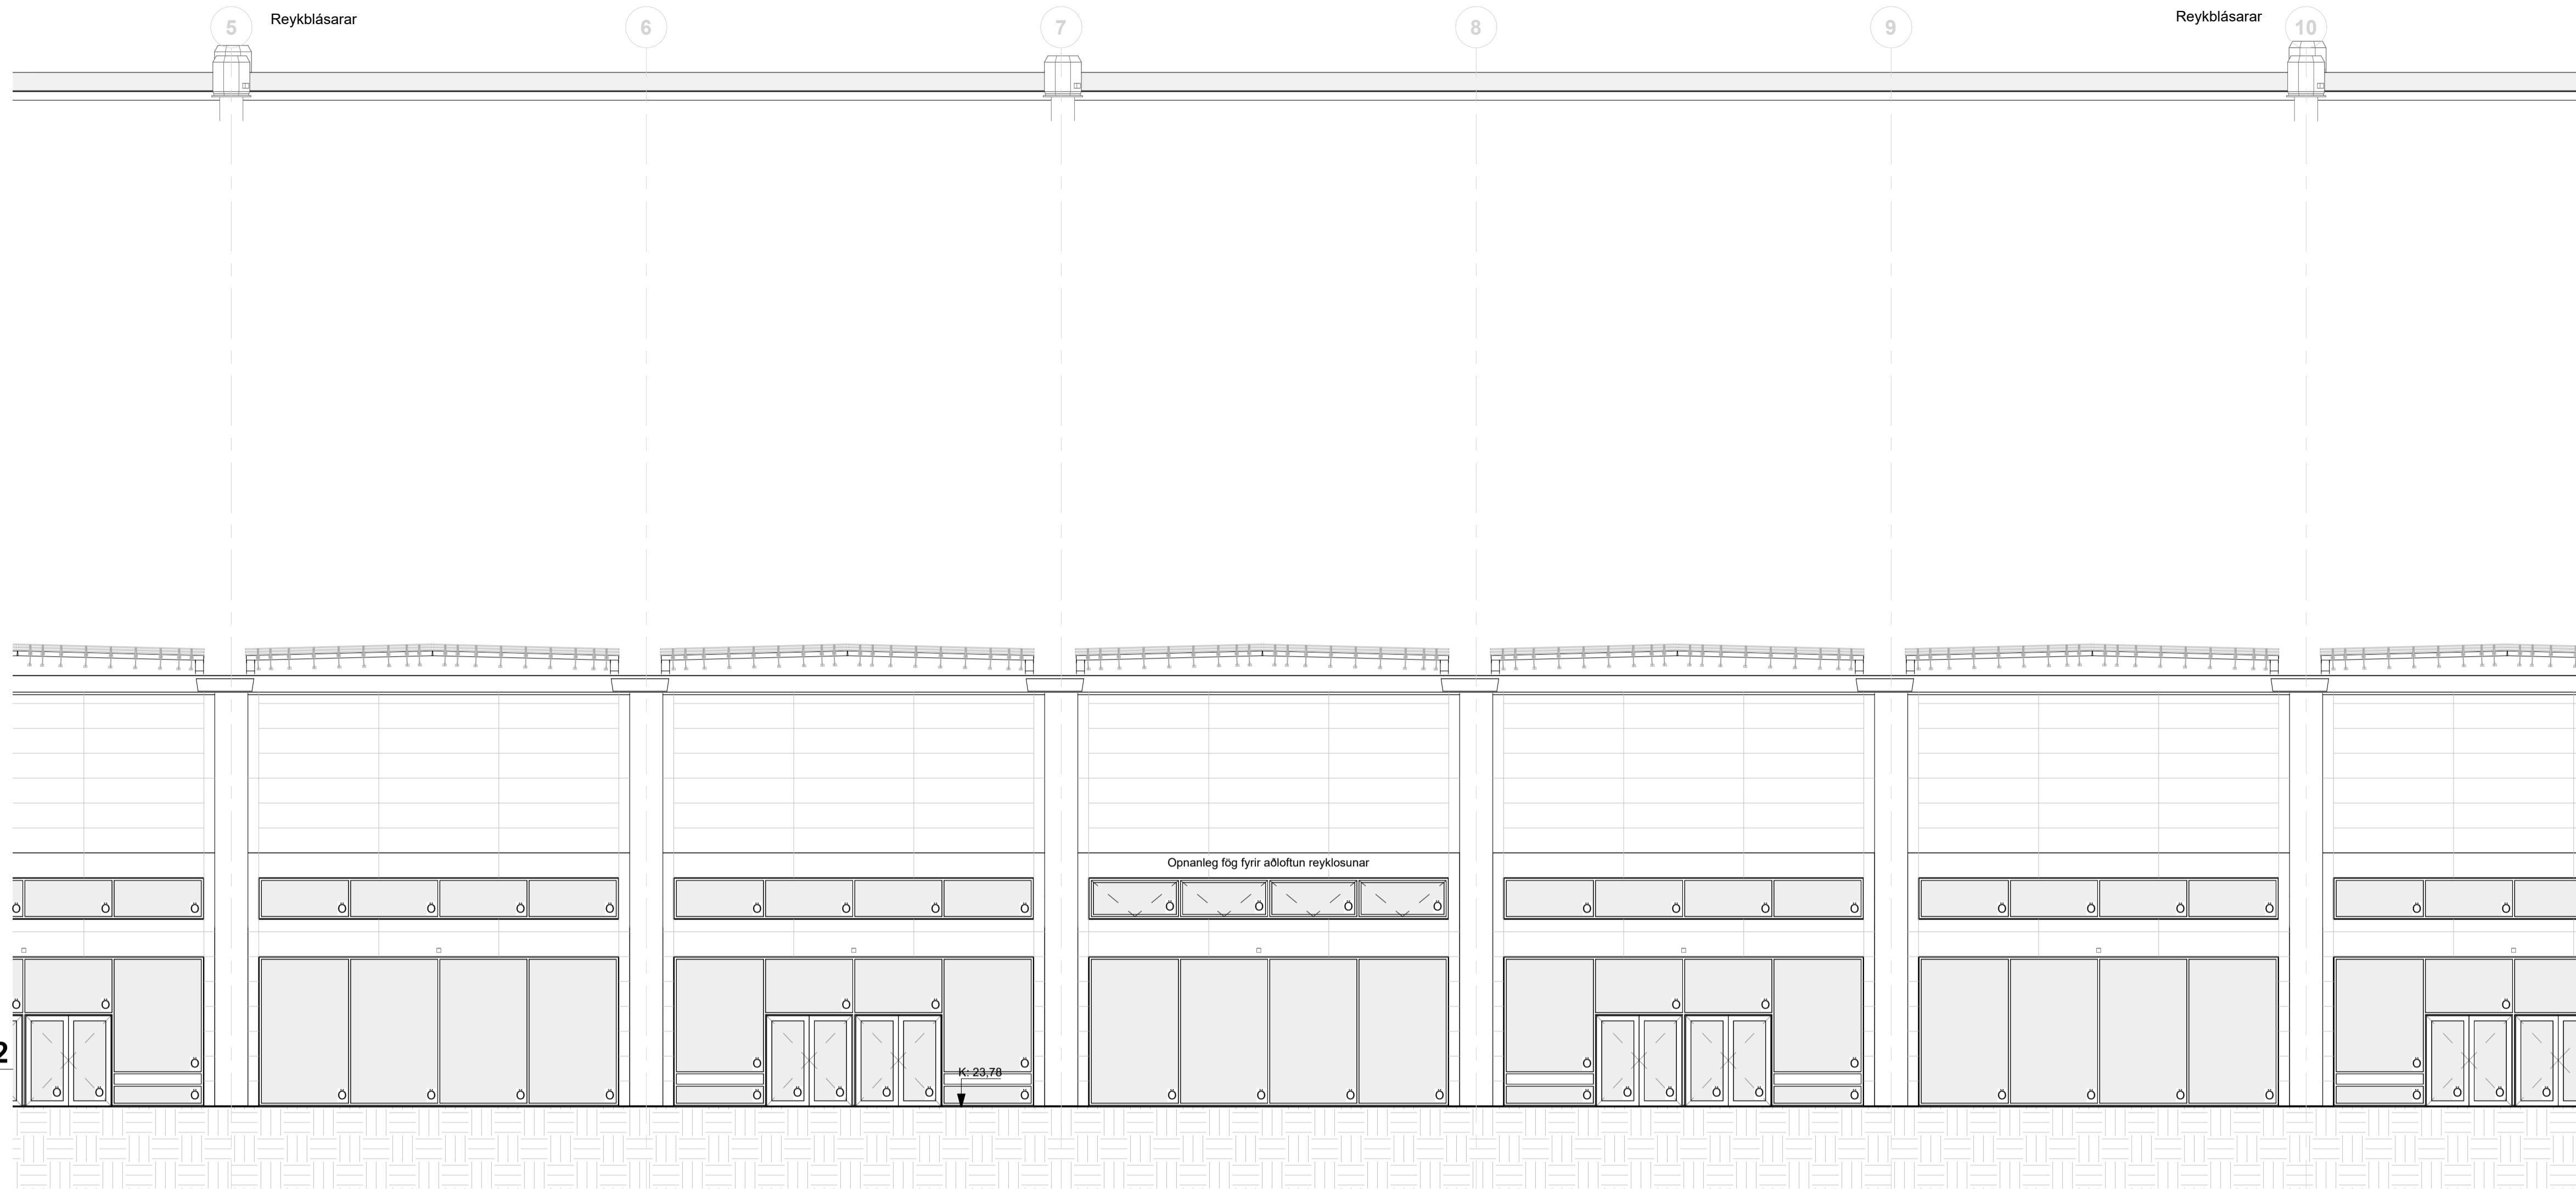 5 6 7 8 9 10
Reykblásarar Reykblásarar
Opnanleg fög fyrir aðloftun reyklosunar
Ö Ö Ö Ö Ö Ö Ö Ö Ö Ö Ö Ö Ö Ö Ö Ö Ö Ö Ö Ö Ö Ö Ö Ö
Ö Ö Ö Ö Ö Ö Ö
2
Ö Ö Ö Ö Ö Ö
K: 23,78
Ö Ö Ö Ö Ö Ö Ö Ö Ö Ö Ö Ö Ö Ö Ö Ö Ö Ö Ö Ö Ö Ö Ö Ö Ö Ö Ö Ö Ö Ö Ö